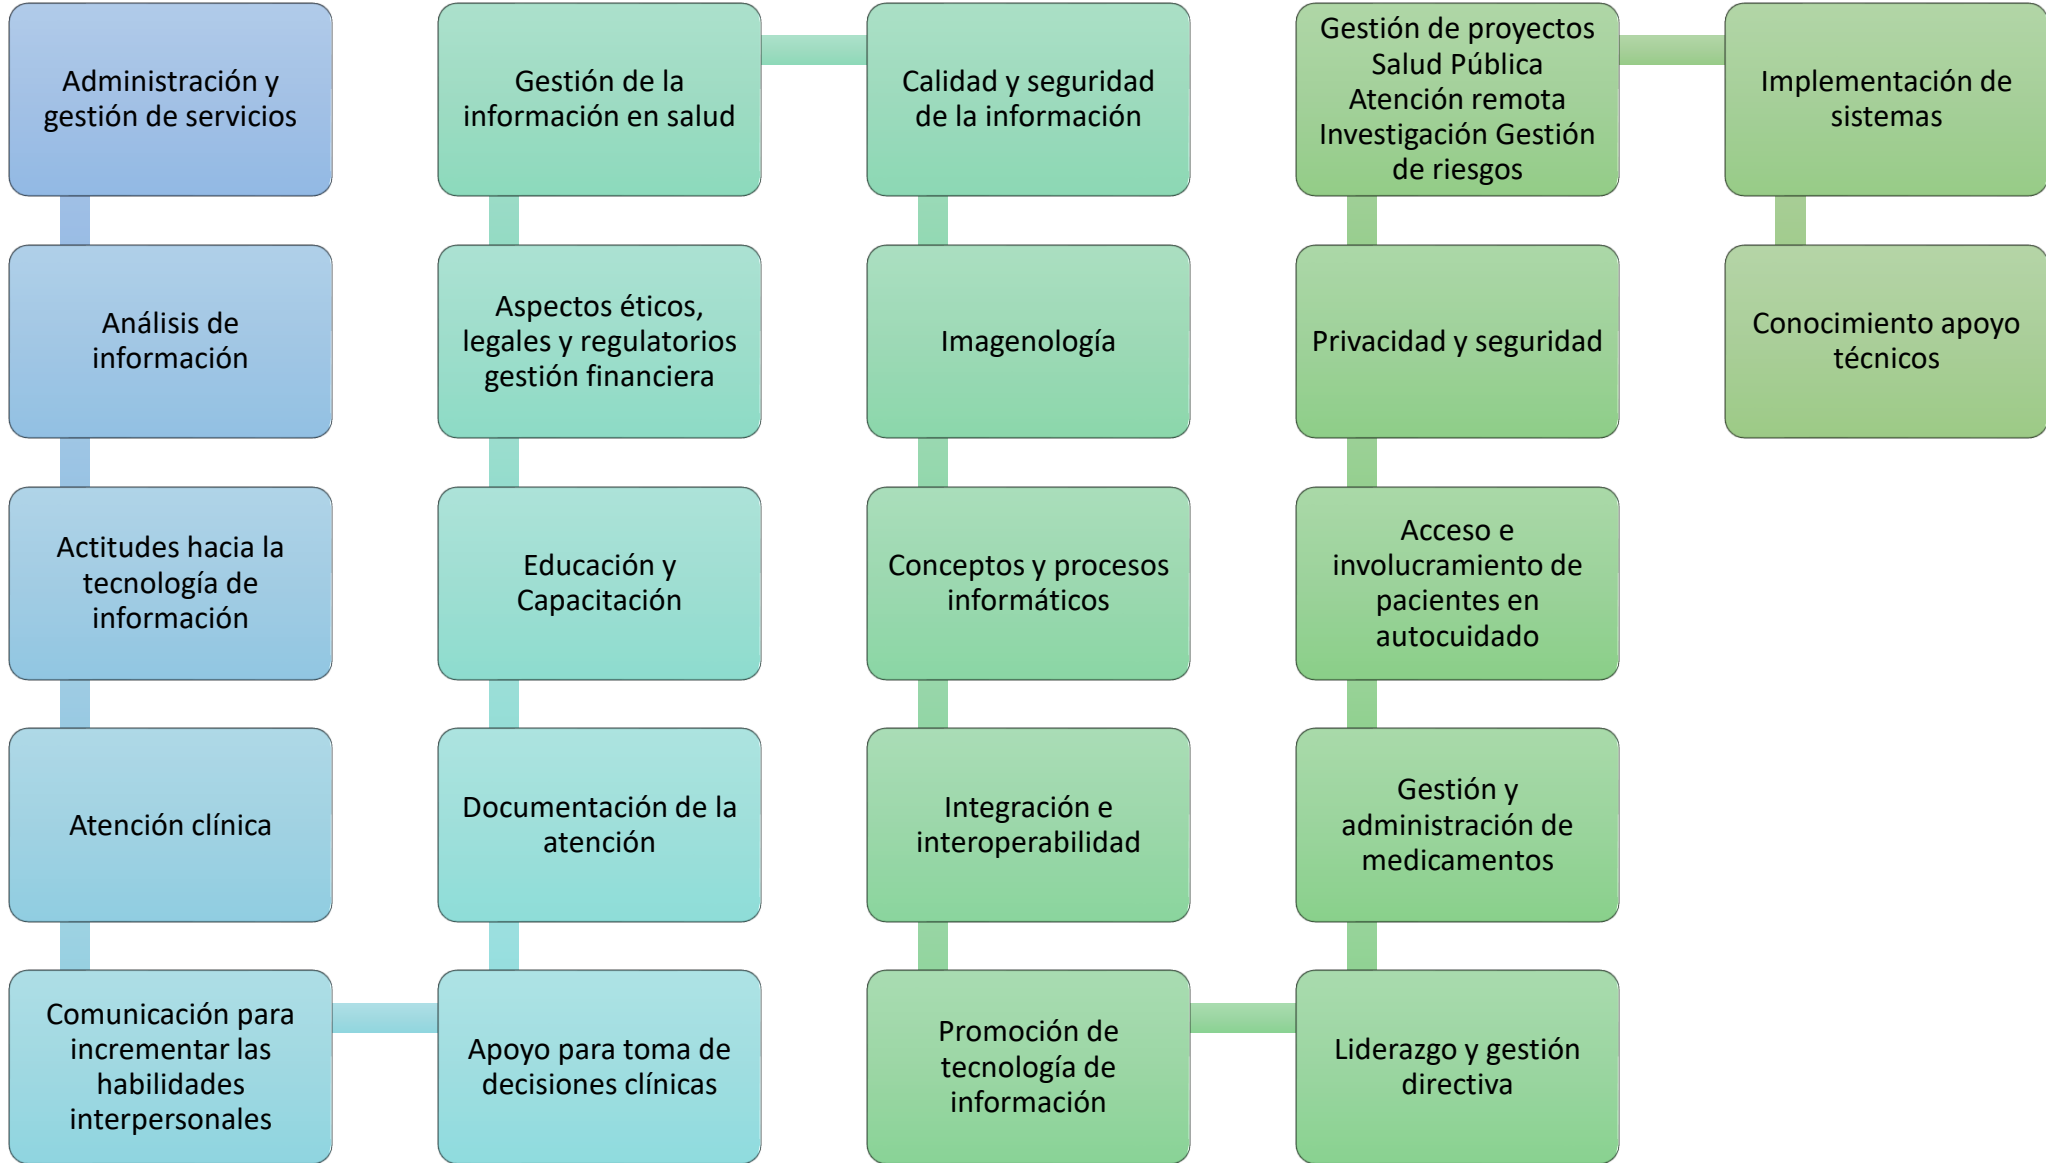 Administración y
gestión de servicios
Análisis de
información
Actitudes hacia la
tecnología de
información
Atención clínica
Comunicación para
incrementar las
habilidades
interpersonales
Apoyo para toma de
decisiones clínicas
Documentación de la
atención
Educación y
Capacitación
Aspectos éticos,
legales y regulatorios
gestión financiera
Gestión de la
información en salud
Calidad y seguridad
de la información
Imagenología
Conceptos y procesos
informáticos
Integración e
interoperabilidad
Promoción de
tecnología de
información
Liderazgo y gestión
directiva
Gestión y
administración de
medicamentos
Acceso e
involucramiento de
pacientes en
autocuidado
Privacidad y seguridad
Gestión de proyectos
Salud Pública
Atención remota
Investigación Gestión
de riesgos
Implementación de
sistemas
Conocimiento apoyo
técnicos